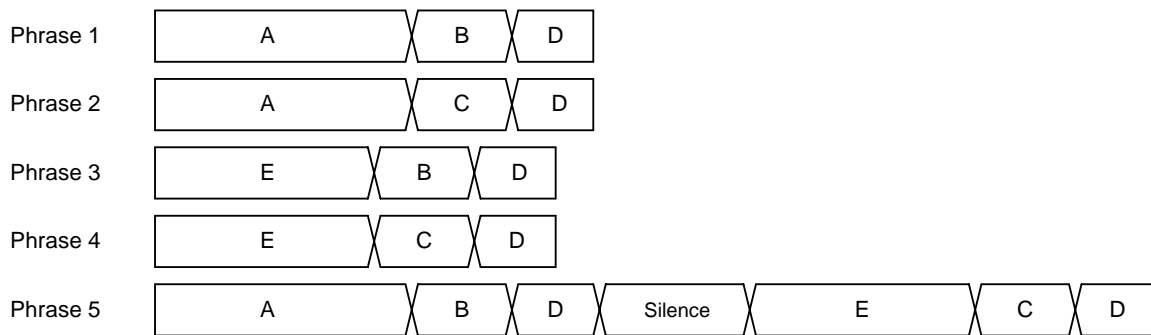 Phrase 1 A B D
Phrase 2 A C D
Phrase 3 E B D
Phrase 4 E C D
Phrase 5 A B D Silence E C D